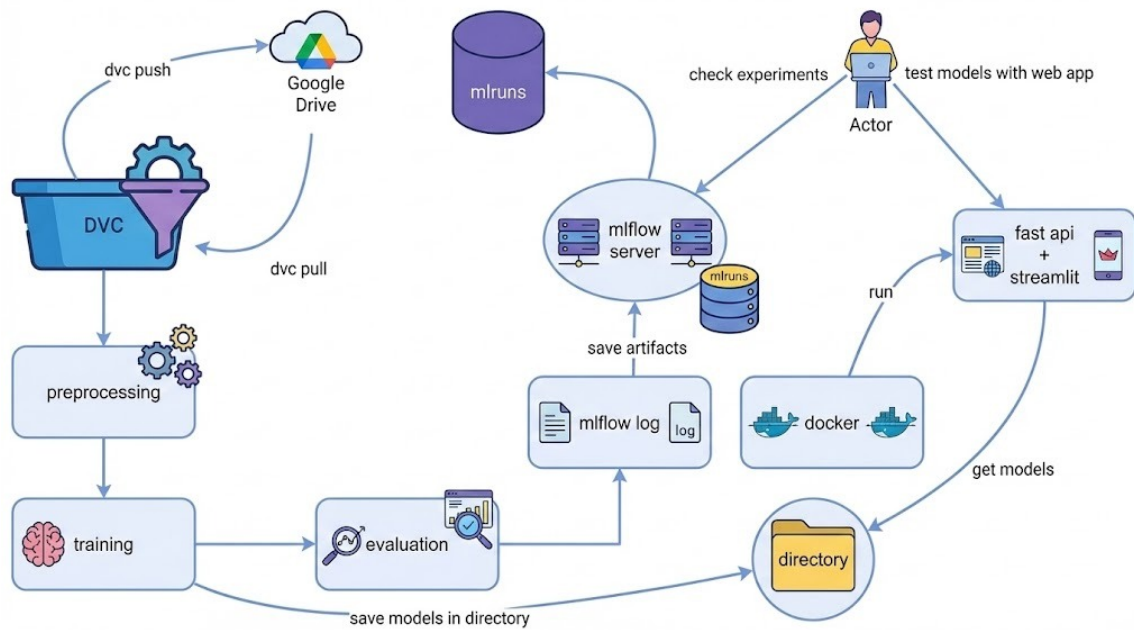 dvc push
Google
Drive
mlruns
check experiments
test models with web app
Actor
DVC
dvc pull
mlflow
server
mlruns
fast api
+
streamlit
run
save artifacts
preprocessing
mlflow log
log
docker
get models
training
evaluation
directory
save models in directory